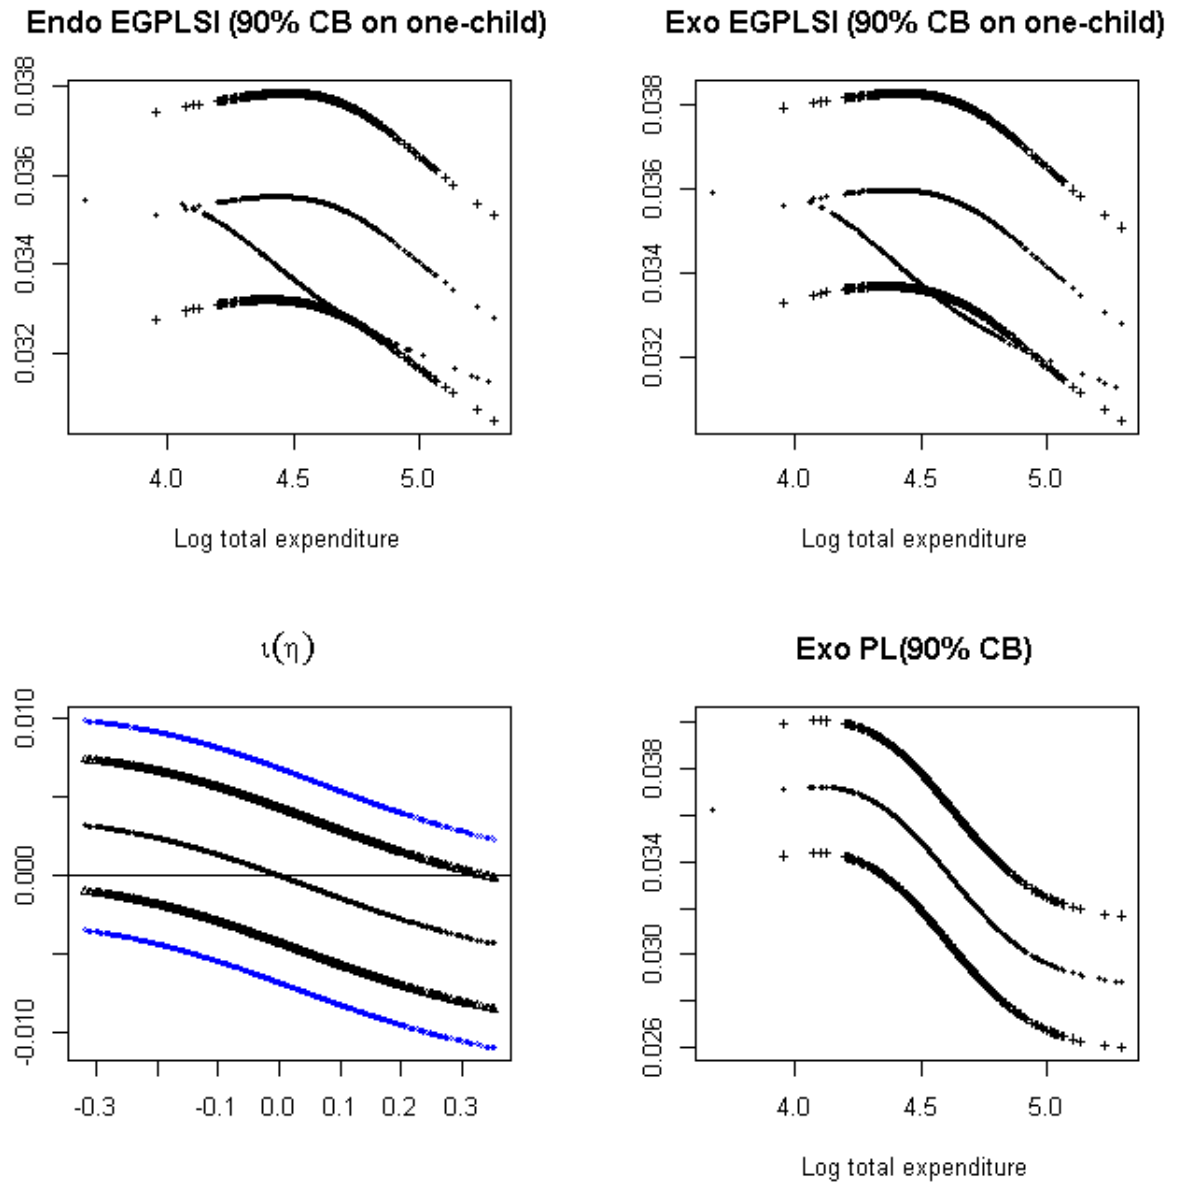 Endo EGPLSI (90% CB on one-child)
0.038
0.036
0.034
0.032
4.0 4.5 5.0
Log total expenditure
Exo EGPLSI (90% CB on one-child)
0.038
0.036
0.034
0.032
4.0 4.5 5.0
Log total expenditure
ι(η)
0.010
0.000
-0.010
-0.3 -0.1 0.0 0.1 0.2 0.3
Exo PL(90% CB)
0.038
0.034
0.030
0.026
4.0 4.5 5.0
Log total expenditure